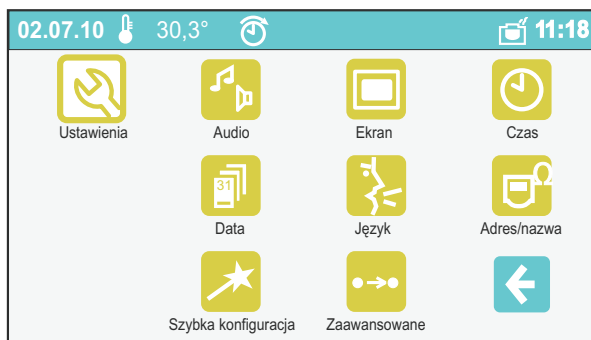 02.07.10 30,3° 11:18
Ustawienia Audio Ekran Czas
31
Data Język Adres/nazwa
Szybka konfiguracja Zaawansowane